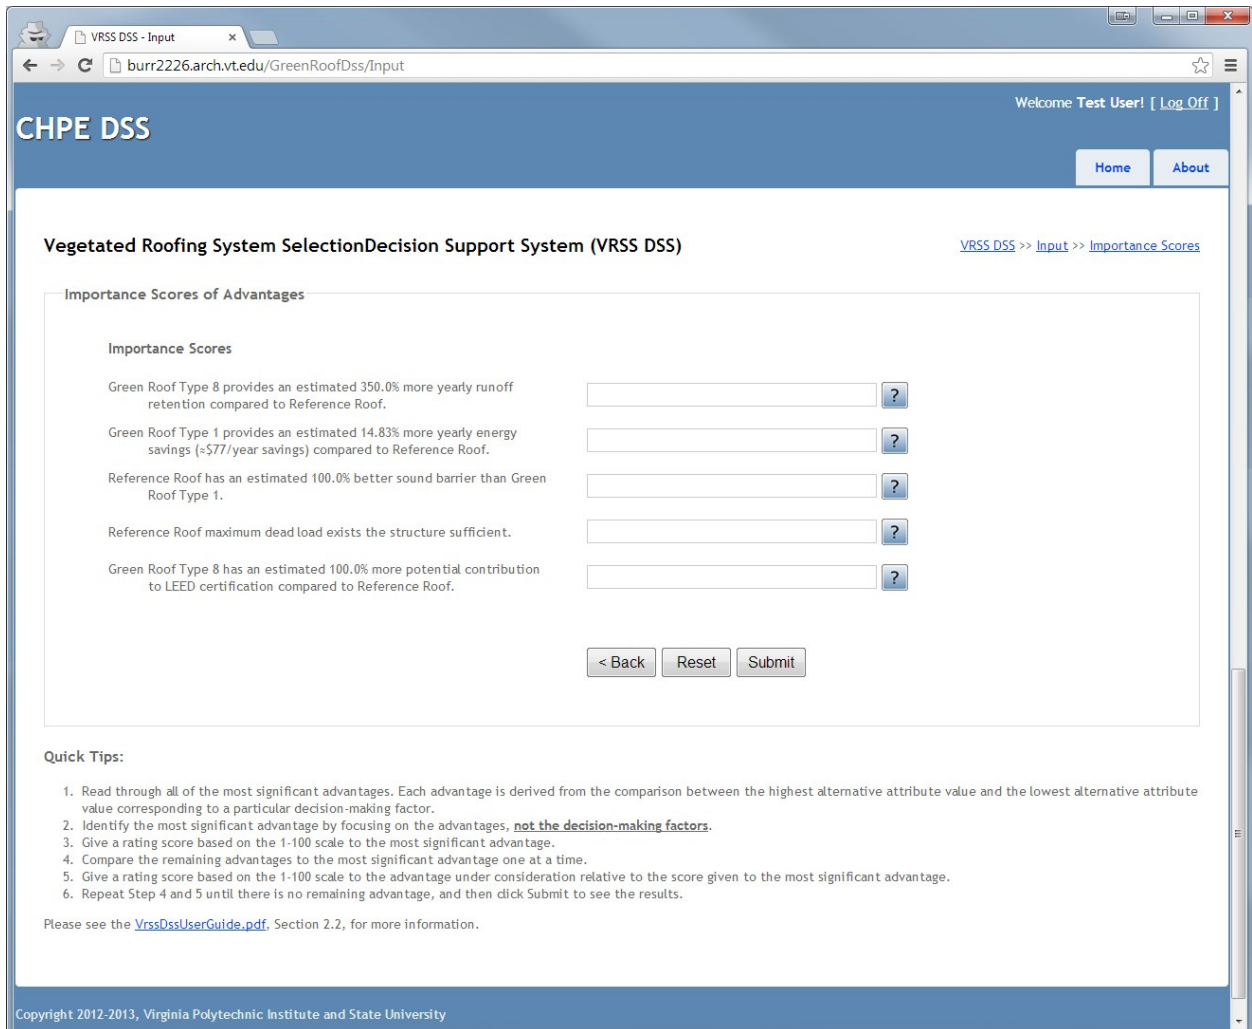 VRSS DSS - Input
burr2226.arch.vt.edu/GreenRoofDss/Input
Welcome Test User! [ Log Off ]
CHPE DSS
Home About
Vegetated Roofing System SelectionDecision Support System (VRSS DSS)
VRSS DSS >> Input >> Importance Scores
Importance Scores of Advantages
Importance Scores
Green Roof Type 8 provides an estimated 350.0% more yearly runoff
retention compared to Reference Roof.
?
Green Roof Type 1 provides an estimated 14.83% more yearly energy
savings (≈$77/year savings) compared to Reference Roof.
?
Reference Roof has an estimated 100.0% better sound barrier than Green
Roof Type 1.
?
Reference Roof maximum dead load exists the structure sufficient.
?
Green Roof Type 8 has an estimated 100.0% more potential contribution
to LEED certification compared to Reference Roof.
?
< Back Reset Submit
Quick Tips:
1. Read through all of the most significant advantages. Each advantage is derived from the comparison between the highest alternative attribute value and the lowest alternative attribute
value corresponding to a particular decision-making factor.
2. Identify the most significant advantage by focusing on the advantages, not the decision-making factors.
3. Give a rating score based on the 1-100 scale to the most significant advantage.
4. Compare the remaining advantages to the most significant advantage one at a time.
5. Give a rating score based on the 1-100 scale to the advantage under consideration relative to the score given to the most significant advantage.
6. Repeat Step 4 and 5 until there is no remaining advantage, and then click Submit to see the results.
Please see the VrssDssUserGuide.pdf, Section 2.2, for more information.
Copyright 2012-2013, Virginia Polytechnic Institute and State University